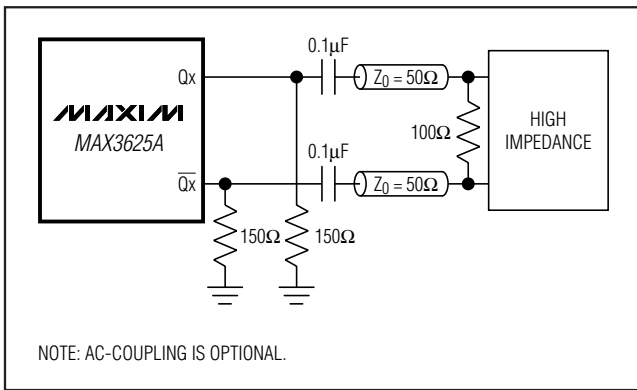 0.1μF
Qx
Z0 = 50Ω
MAXIM
MAX3625A
100Ω
HIGH
IMPEDANCE
0.1μF
Q̅x̅
Z0 = 50Ω
150Ω
150Ω
NOTE: AC-COUPLING IS OPTIONAL.